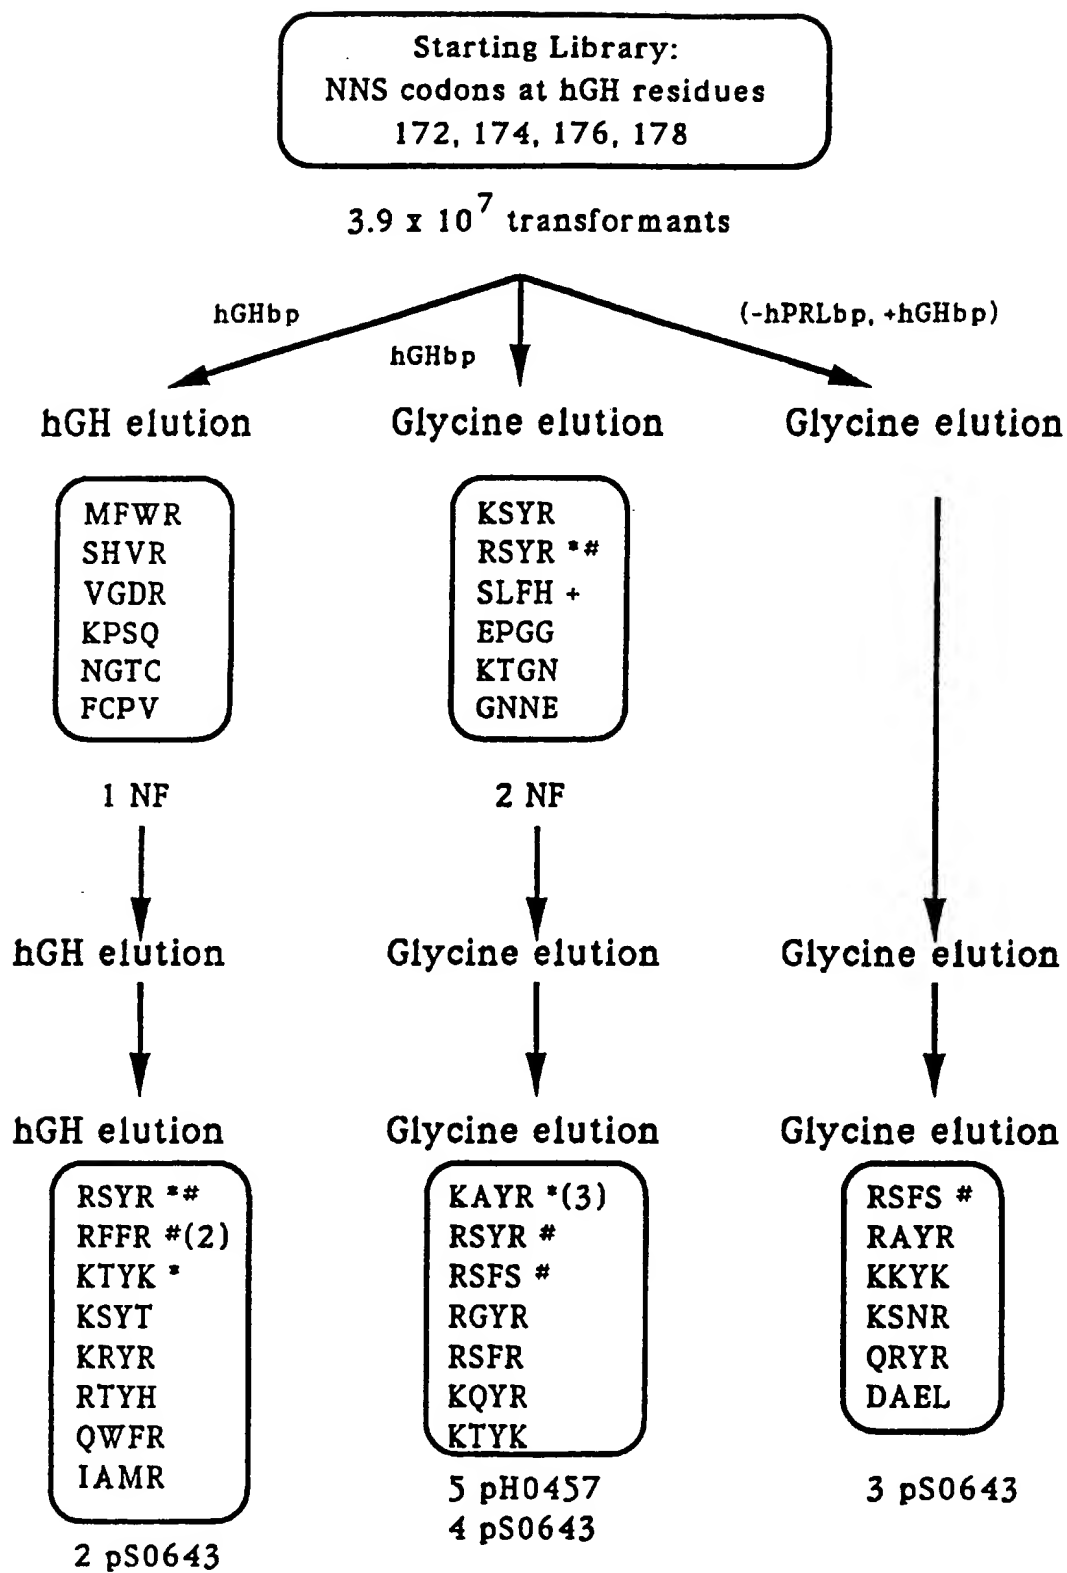 Starting Library:
NNS codons at hGH residues
172, 174, 176, 178
3.9 x 10^7 transformants
hGHbp
hGHbp
(-hPRLbp, +hGHbp)
hGH elution
Glycine elution
Glycine elution
MFWR
SHVR
VGDR
KPSQ
NGTC
FCPV
1 NF
KSYR
RSYR *#
SLFH +
EPGG
KTGN
GNNE
2 NF
hGH elution
Glycine elution
Glycine elution
hGH elution
Glycine elution
Glycine elution
RSYR *#
RFFR #(2)
KTYK *
KSYT
KRYR
RTYH
QWFR
IAMR
2 pS0643
KAYR *(3)
RSYR #
RSFS #
RGYR
RSFR
KQYR
KTYK
5 pH0457
4 pS0643
RSFS #
RAYR
KKYK
KSNR
QRYR
DAEL
3 pS0643